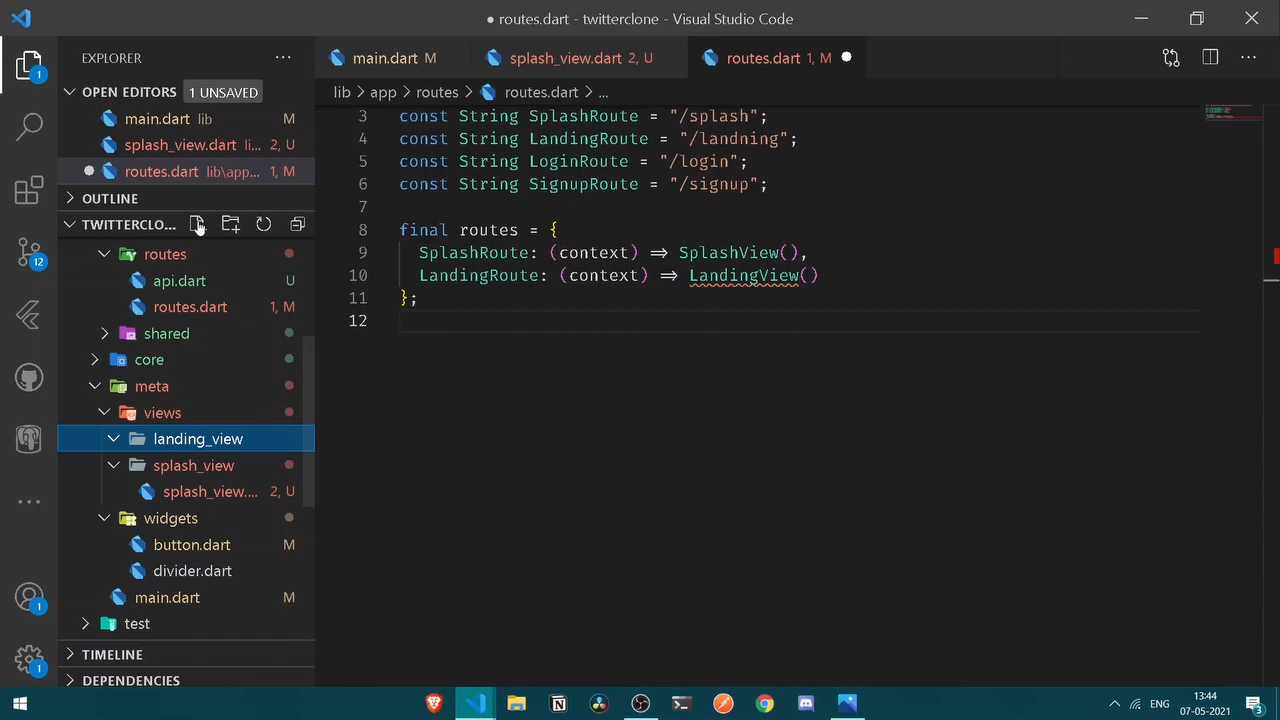 ● routes.dart - twitterclone - Visual Studio Code
EXPLORER
OPEN EDITORS 1 UNSAVED
main.dart lib M
splash_view.dart li... 2, U
routes.dart lib\app... 1, M
OUTLINE
TWITTERCLO...
routes
api.dart U
routes.dart 1, M
shared
core
meta
views
landing_view
splash_view
splash_view.... 2, U
widgets
button.dart M
divider.dart
main.dart M
test
TIMELINE
DEPENDENCIES
1
12
1
1
main.dart M
splash_view.dart 2, U
routes.dart 1, M
lib > app > routes > routes.dart > ...
3 const String SplashRoute = "/splash";
4 const String LandingRoute = "/landning";
5 const String LoginRoute = "/login";
6 const String SignupRoute = "/signup";
7
8 final routes = {
9 SplashRoute: (context) => SplashView(),
10 LandingRoute: (context) => LandingView()
11 };
12
ENG
13:44
07-05-2021
3